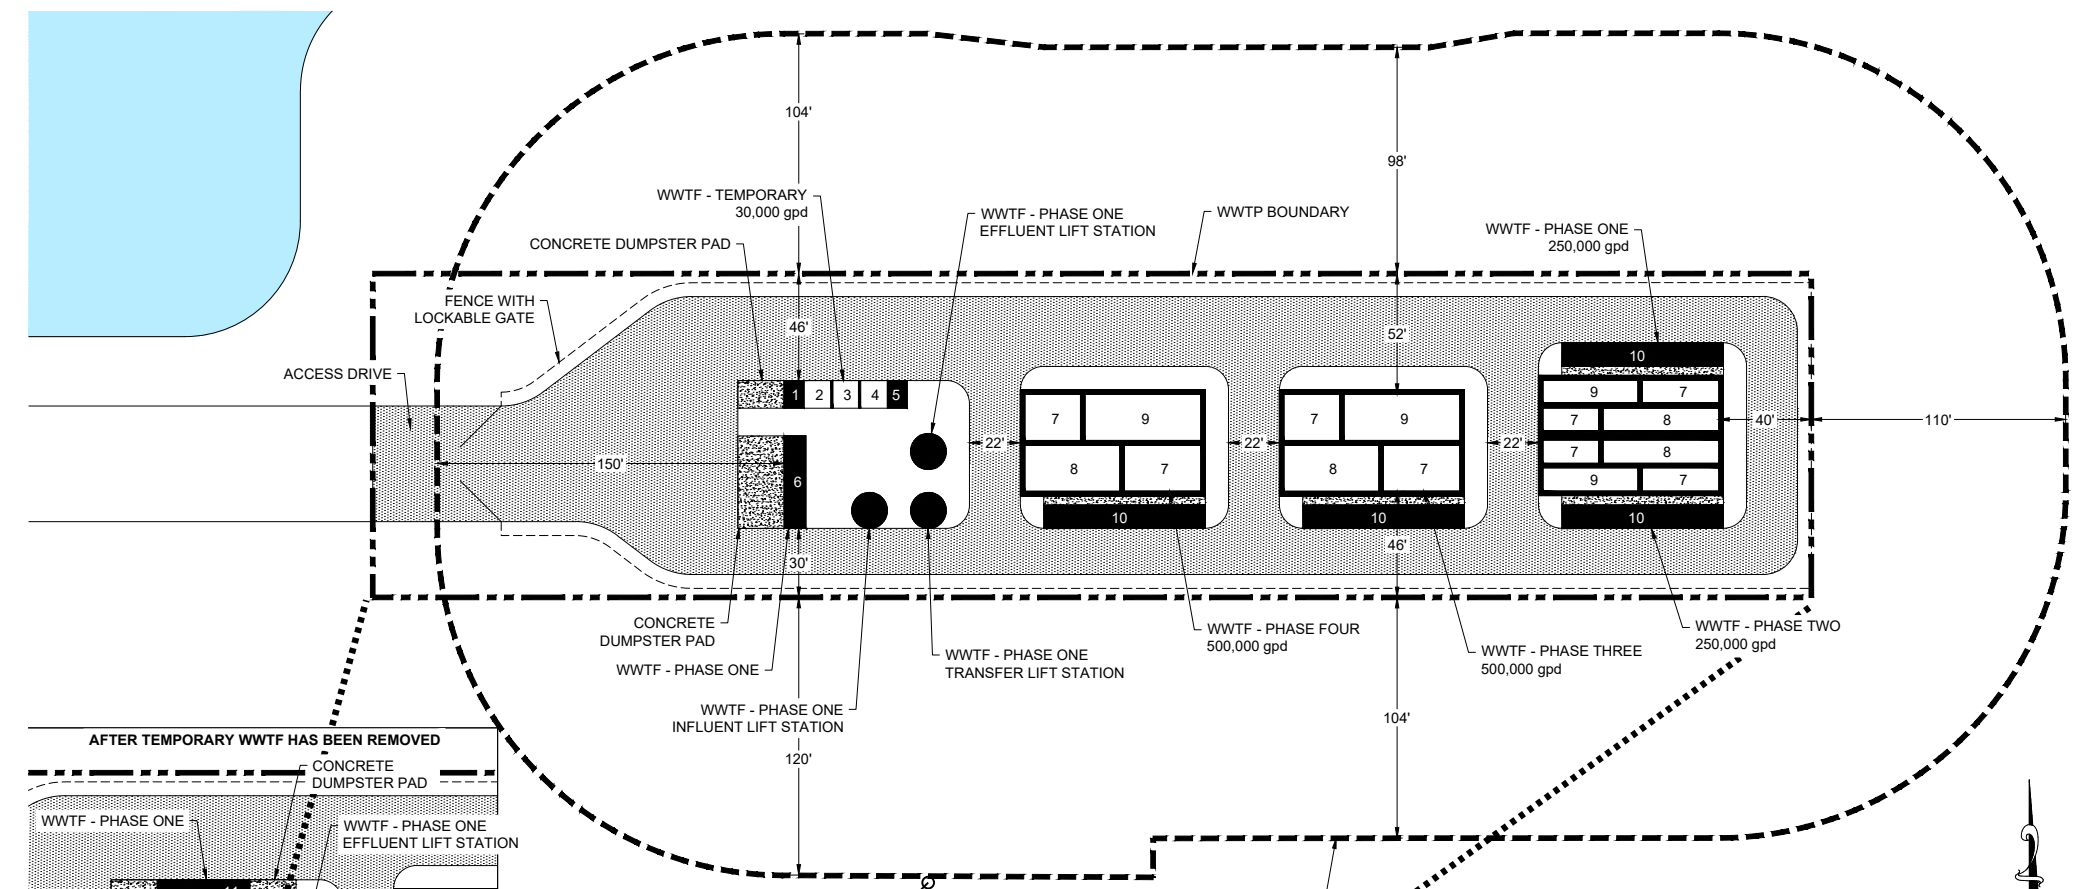 104'
98'
WWTF - TEMPORARY
30,000 gpd
WWTF - PHASE ONE
EFFLUENT LIFT STATION
WWTP BOUNDARY
WWTF - PHASE ONE
250,000 gpd
CONCRETE DUMPSTER PAD
FENCE WITH
LOCKABLE GATE
46'
52'
ACCESS DRIVE
10
1 2 3 4 5
9 7
7 9
7 9
7 8
40'
110'
22'
22'
22'
150'
6
8 7
8 7
7 8
9 7
10
10
10
30'
46'
CONCRETE
DUMPSTER PAD
WWTF - PHASE ONE
WWTF - PHASE ONE
INFLUENT LIFT STATION
WWTF - PHASE ONE
TRANSFER LIFT STATION
WWTF - PHASE FOUR
500,000 gpd
WWTF - PHASE THREE
500,000 gpd
WWTF - PHASE TWO
250,000 gpd
104'
120'
AFTER TEMPORARY WWTF HAS BEEN REMOVED
CONCRETE
DUMPSTER PAD
WWTF - PHASE ONE
WWTF - PHASE ONE
EFFLUENT LIFT STATION